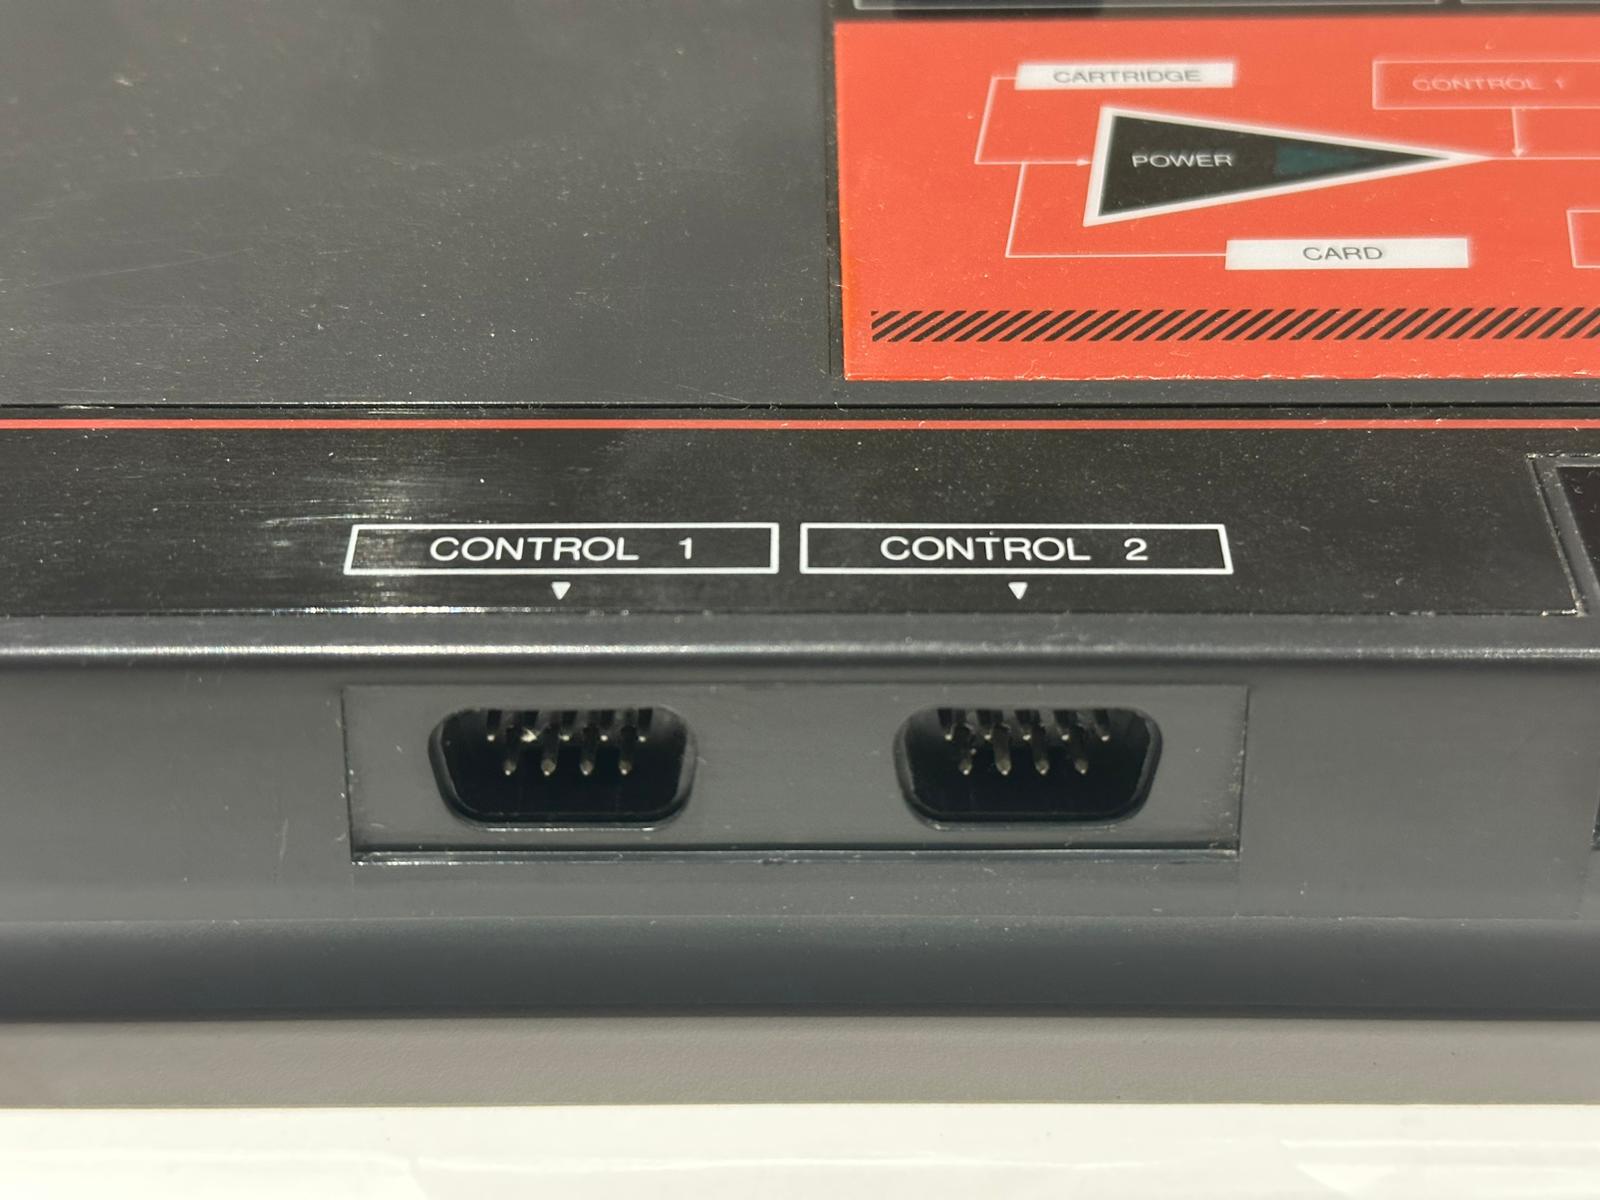 CARTRIDGE
CONTROL 1
POWER
CARD
CONTROL 1
CONTROL 2